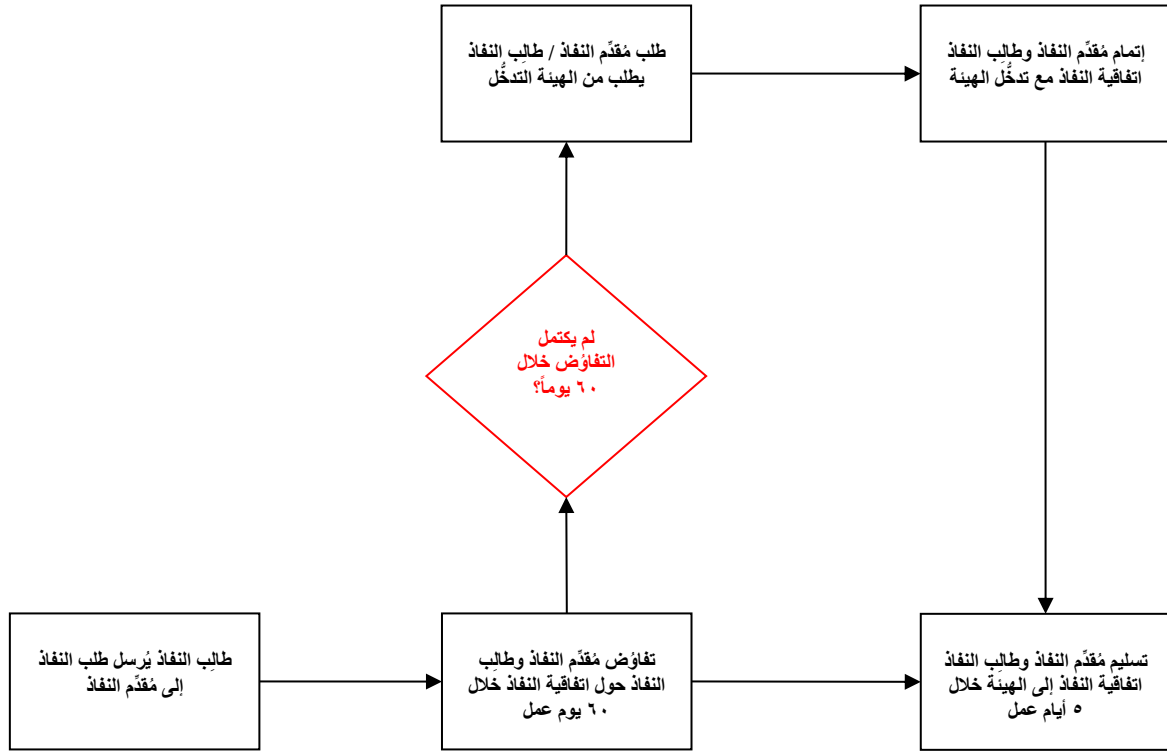 طلب مُقدِّم النفاذ / طالِب النفاذ
يطلب من الهيئة التدخُّل
إتمام مُقدِّم النفاذ وطالِب النفاذ
اتفاقية النفاذ مع تدخُّل الهيئة
لم يكتمل
التفاوُض خلال
٦٠ يوماً؟
طالِب النفاذ يُرسل طلب النفاذ
إلى مُقدِّم النفاذ
تفاوُض مُقدِّم النفاذ وطالِب
النفاذ حول اتفاقية النفاذ خلال
٦٠ يوم عمل
تسليم مُقدِّم النفاذ وطالِب النفاذ
اتفاقية النفاذ إلى الهيئة خلال
٥ أيام عمل